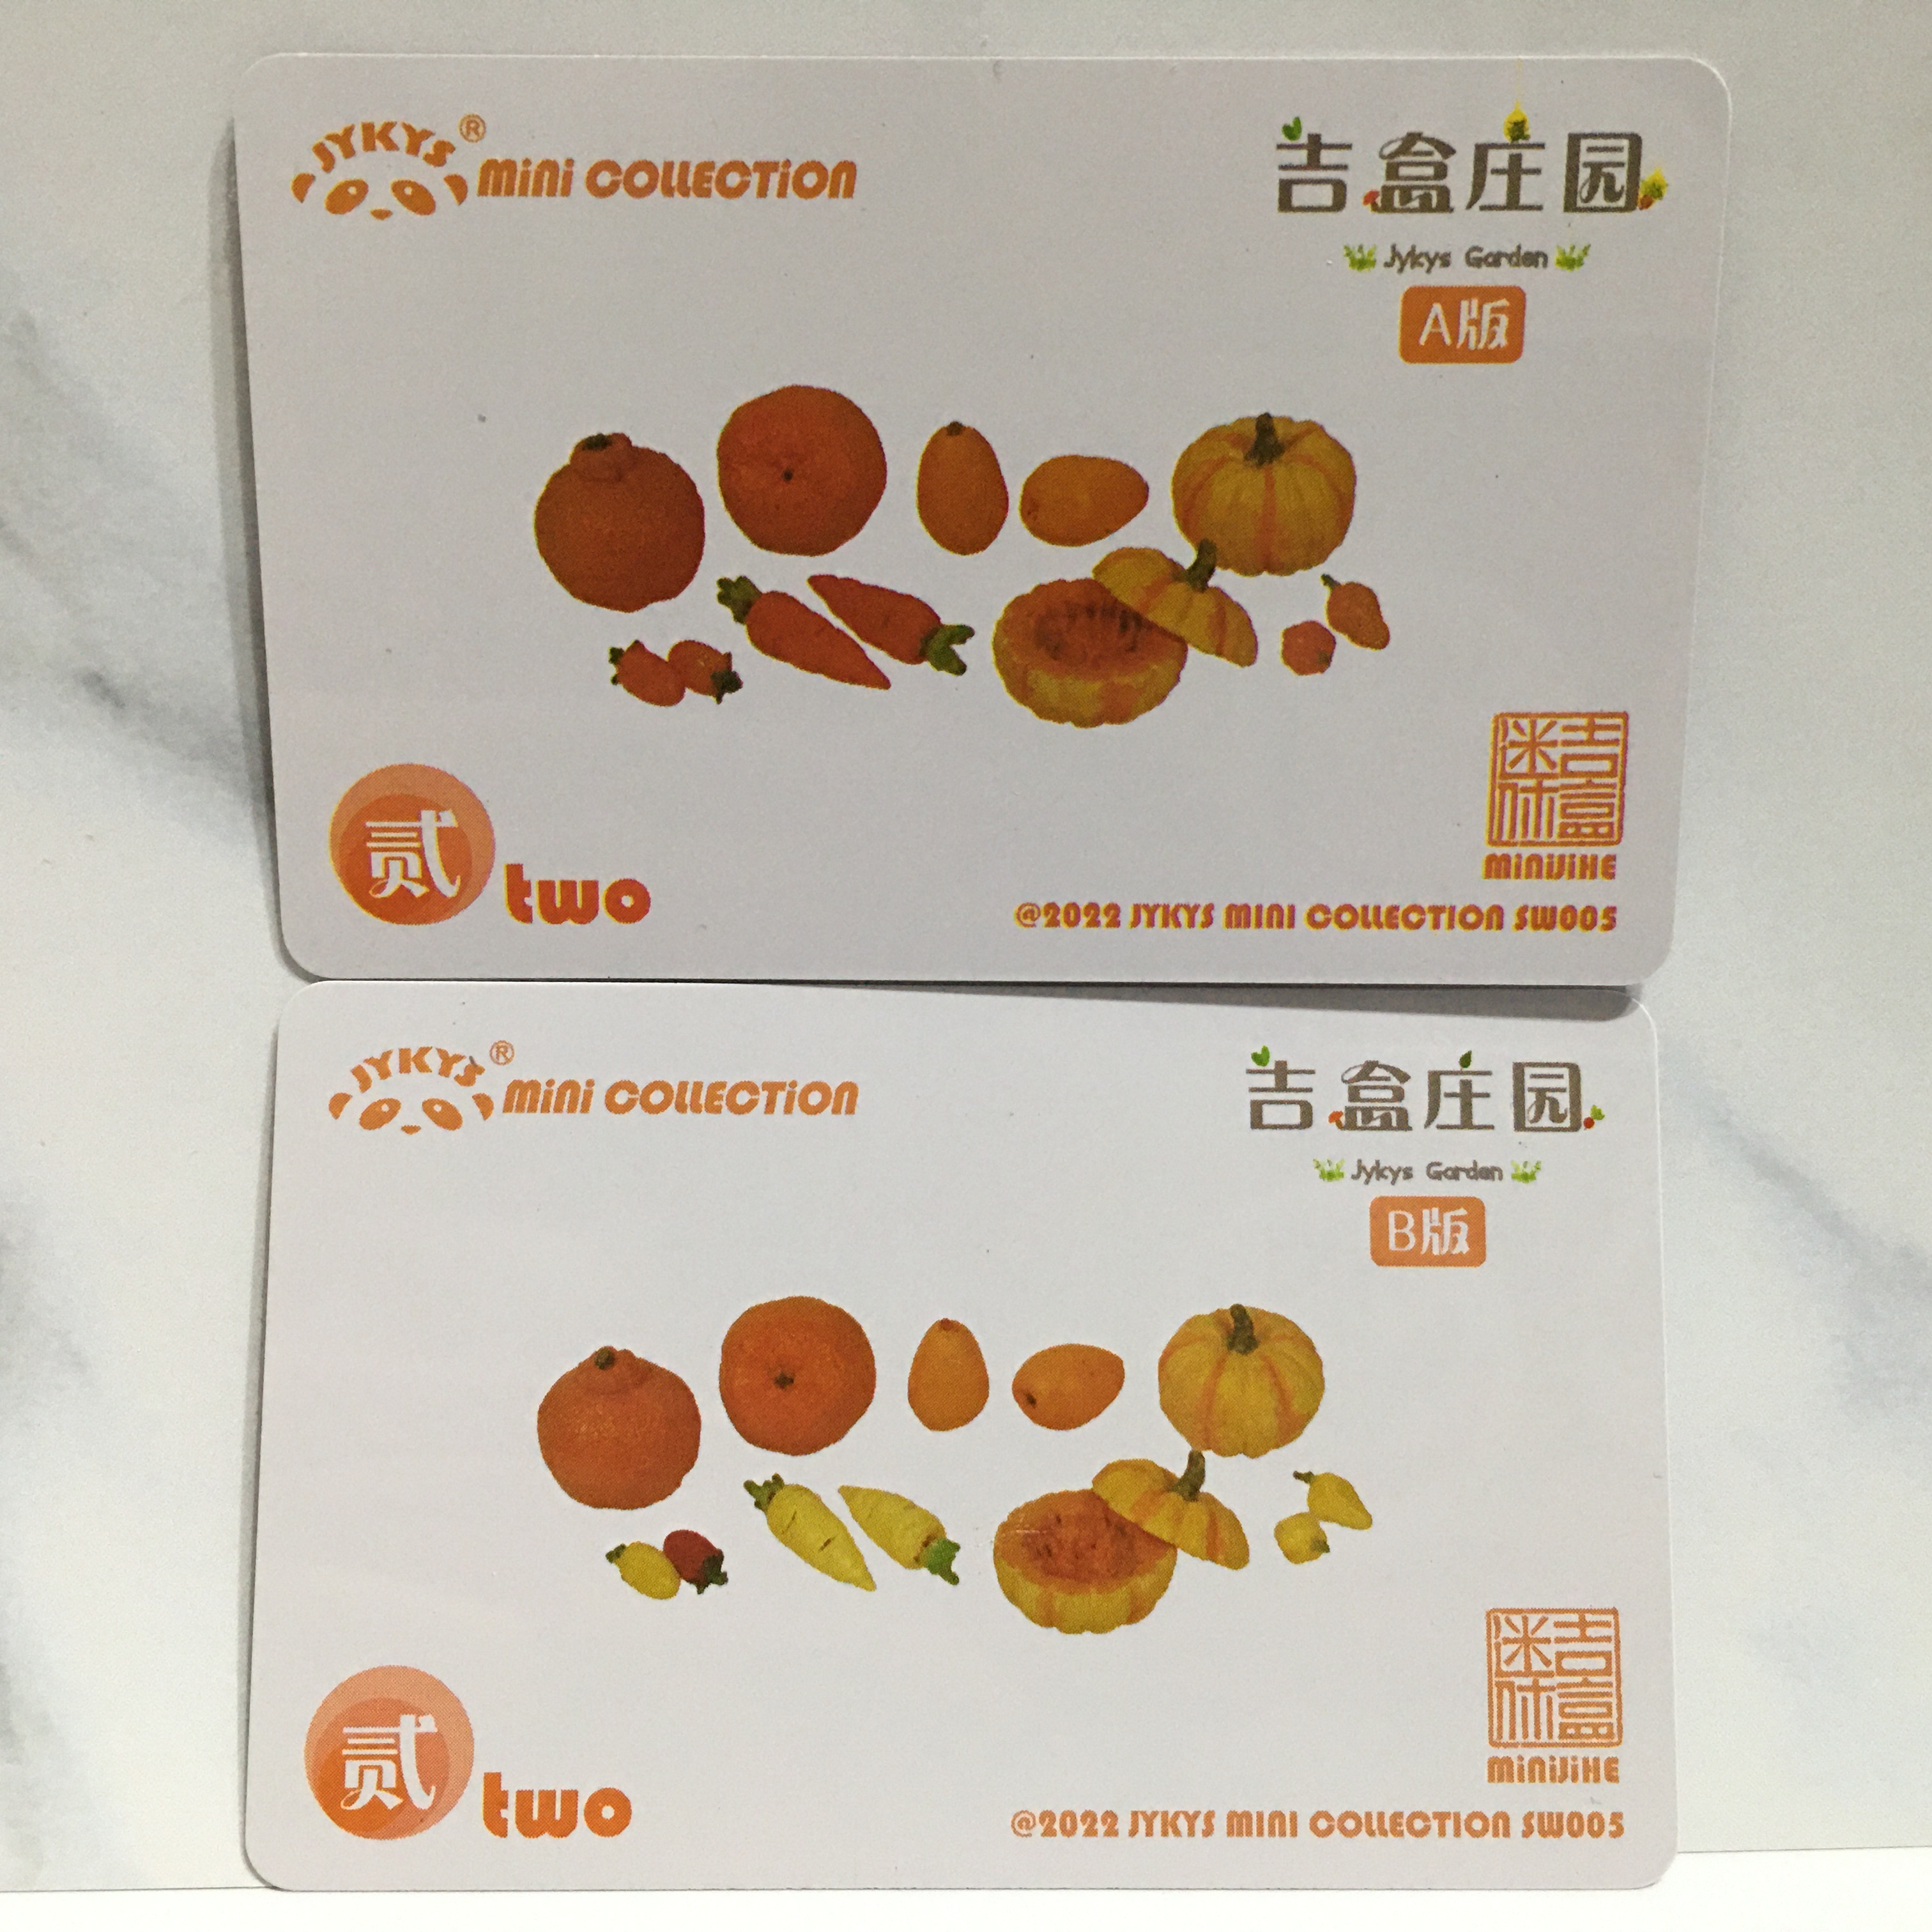 JYKYS®
MiNi COLLECTiON
吉盒庄园
Jykys Garden
A版
贰
two
迷吉
你盒
MiNiJiHE
@2022 JYKYS MINI COLLECTION SW005
JYKYS®
MiNi COLLECTiON
吉盒庄园
Jykys Garden
B版
贰
two
迷吉
你盒
MiNiJiHE
@2022 JYKYS MINI COLLECTION SW005